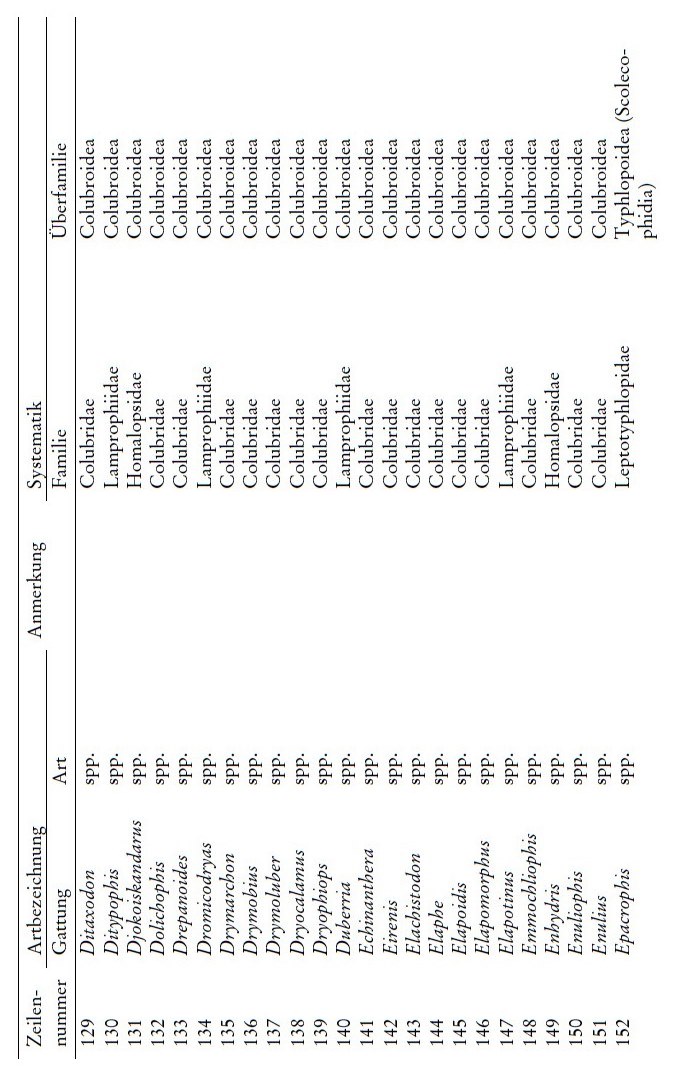 Zeilen- Artbezeichnung Anmerkung Systematik
nummer Gattung Art Familie Überfamilie
129 Ditaxodon spp. Colubridae Colubroidea
130 Ditypophis spp. Lamprophiidae Colubroidea
131 Djokoiskandarus spp. Homalopsidae Colubroidea
132 Dolichophis spp. Colubridae Colubroidea
133 Drepanoides spp. Colubridae Colubroidea
134 Dromicodryas spp. Lamprophiidae Colubroidea
135 Drymarchon spp. Colubridae Colubroidea
136 Drymobius spp. Colubridae Colubroidea
137 Drymoluber spp. Colubridae Colubroidea
138 Dryocalamus spp. Colubridae Colubroidea
139 Dryophiops spp. Colubridae Colubroidea
140 Duberria spp. Lamprophiidae Colubroidea
141 Echinanthera spp. Colubridae Colubroidea
142 Eirenis spp. Colubridae Colubroidea
143 Elachistodon spp. Colubridae Colubroidea
144 Elaphe spp. Colubridae Colubroidea
145 Elapoidis spp. Colubridae Colubroidea
146 Elapomorphus spp. Colubridae Colubroidea
147 Elapotinus spp. Lamprophiidae Colubroidea
148 Emmochliophis spp. Colubridae Colubroidea
149 Enhydris spp. Homalopsidae Colubroidea
150 Enuliophis spp. Colubridae Colubroidea
151 Enulius spp. Colubridae Colubroidea
152 Epacrophis spp. Leptotyphlopidae Typhlopoidea (Scoleco-
phidia)